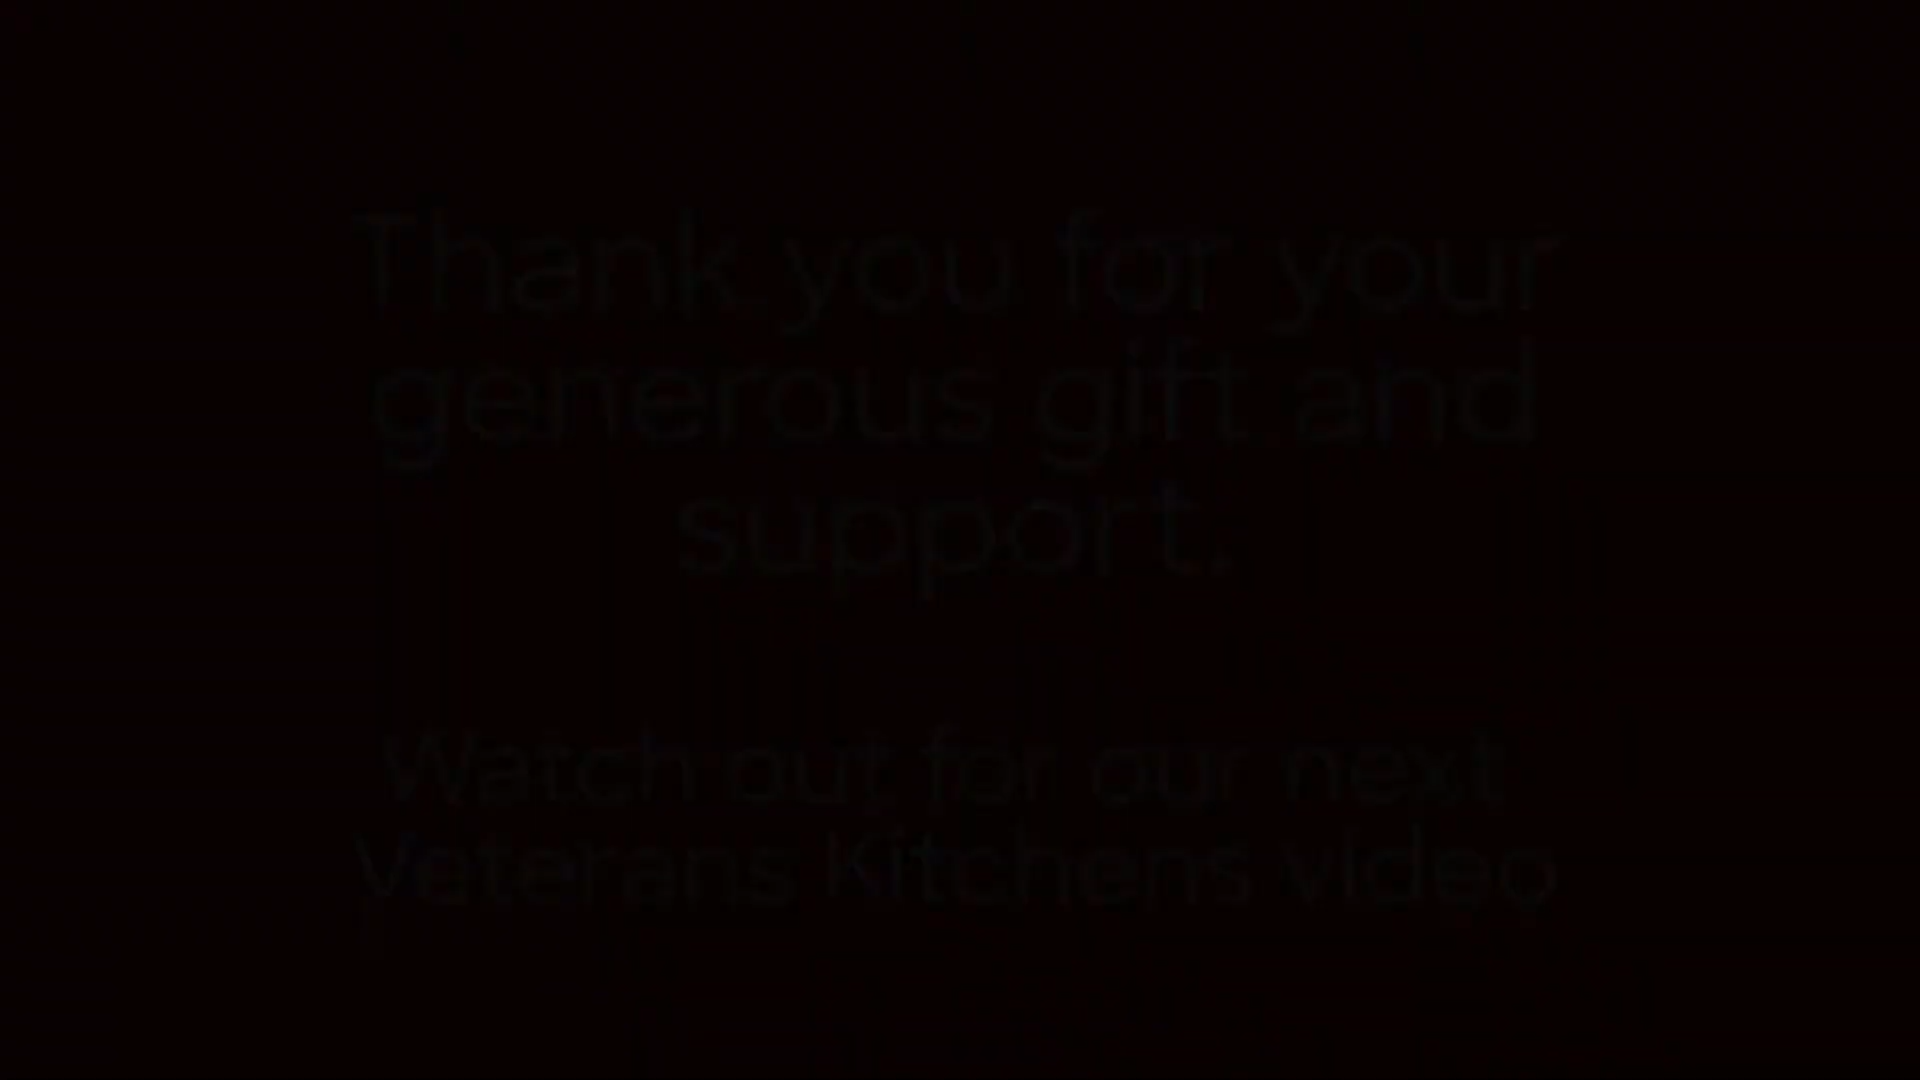 Thank you for your
generous gift and
support.
Watch out for our next
Veterans Kitchens video